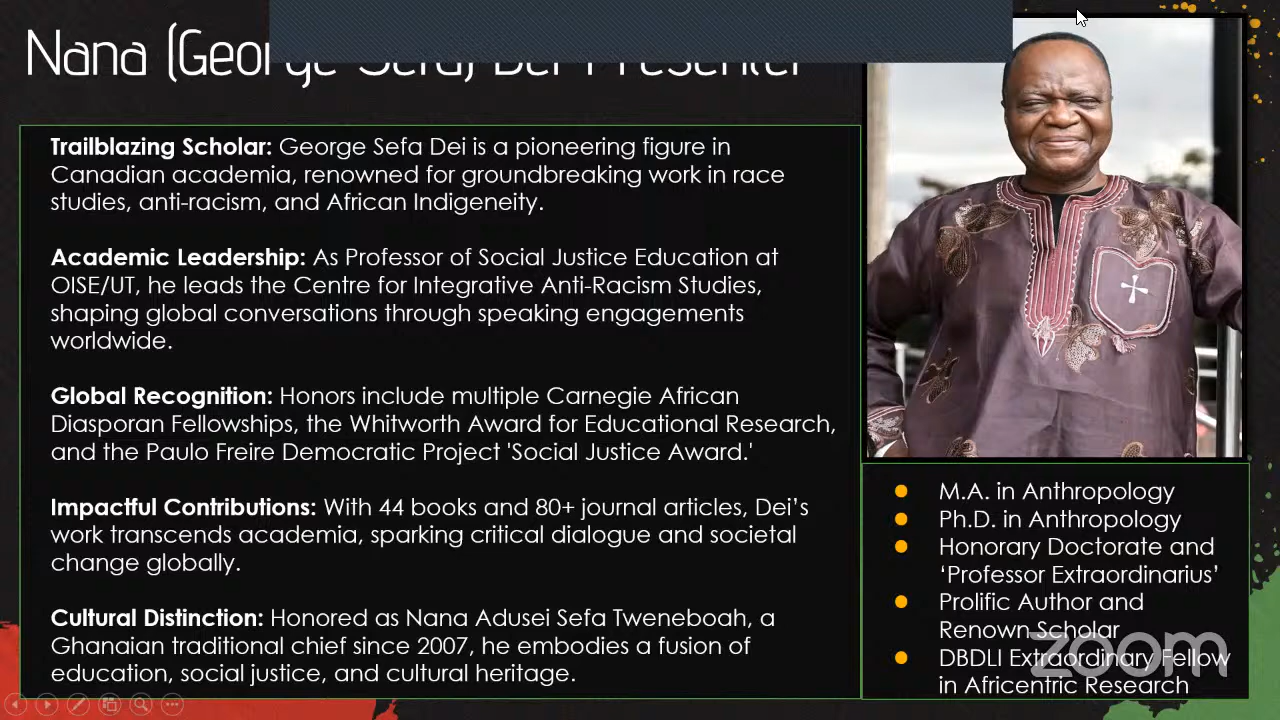 Nana (George Sefa) Dei Presenter
Trailblazing Scholar: George Sefa Dei is a pioneering figure in
Canadian academia, renowned for groundbreaking work in race
studies, anti-racism, and African Indigeneity.
Academic Leadership: As Professor of Social Justice Education at
OISE/UT, he leads the Centre for Integrative Anti-Racism Studies,
shaping global conversations through speaking engagements
worldwide.
Global Recognition: Honors include multiple Carnegie African
Diasporan Fellowships, the Whitworth Award for Educational Research,
and the Paulo Freire Democratic Project 'Social Justice Award.'
Impactful Contributions: With 44 books and 80+ journal articles, Dei’s
work transcends academia, sparking critical dialogue and societal
change globally.
Cultural Distinction: Honored as Nana Adusei Sefa Tweneboah, a
Ghanaian traditional chief since 2007, he embodies a fusion of
education, social justice, and cultural heritage.
M.A. in Anthropology
Ph.D. in Anthropology
Honorary Doctorate and
‘Professor Extraordinarius’
Prolific Author and
Renown Scholar
DBDLI Extraordinary Fellow
in Africentric Research
zoom